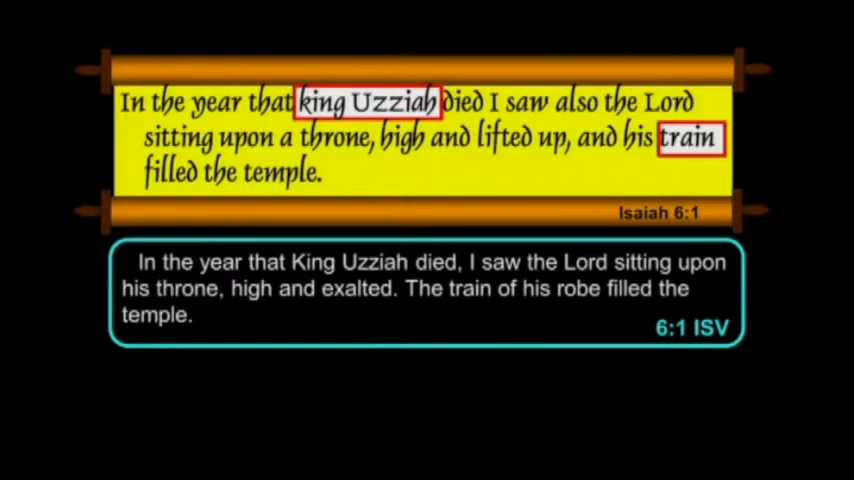 In the year that king Uzziah died I saw also the Lord
sitting upon a throne, high and lifted up, and his train
filled the temple.
Isaiah 6:1
In the year that King Uzziah died, I saw the Lord sitting upon
his throne, high and exalted. The train of his robe filled the
temple.
6:1 ISV